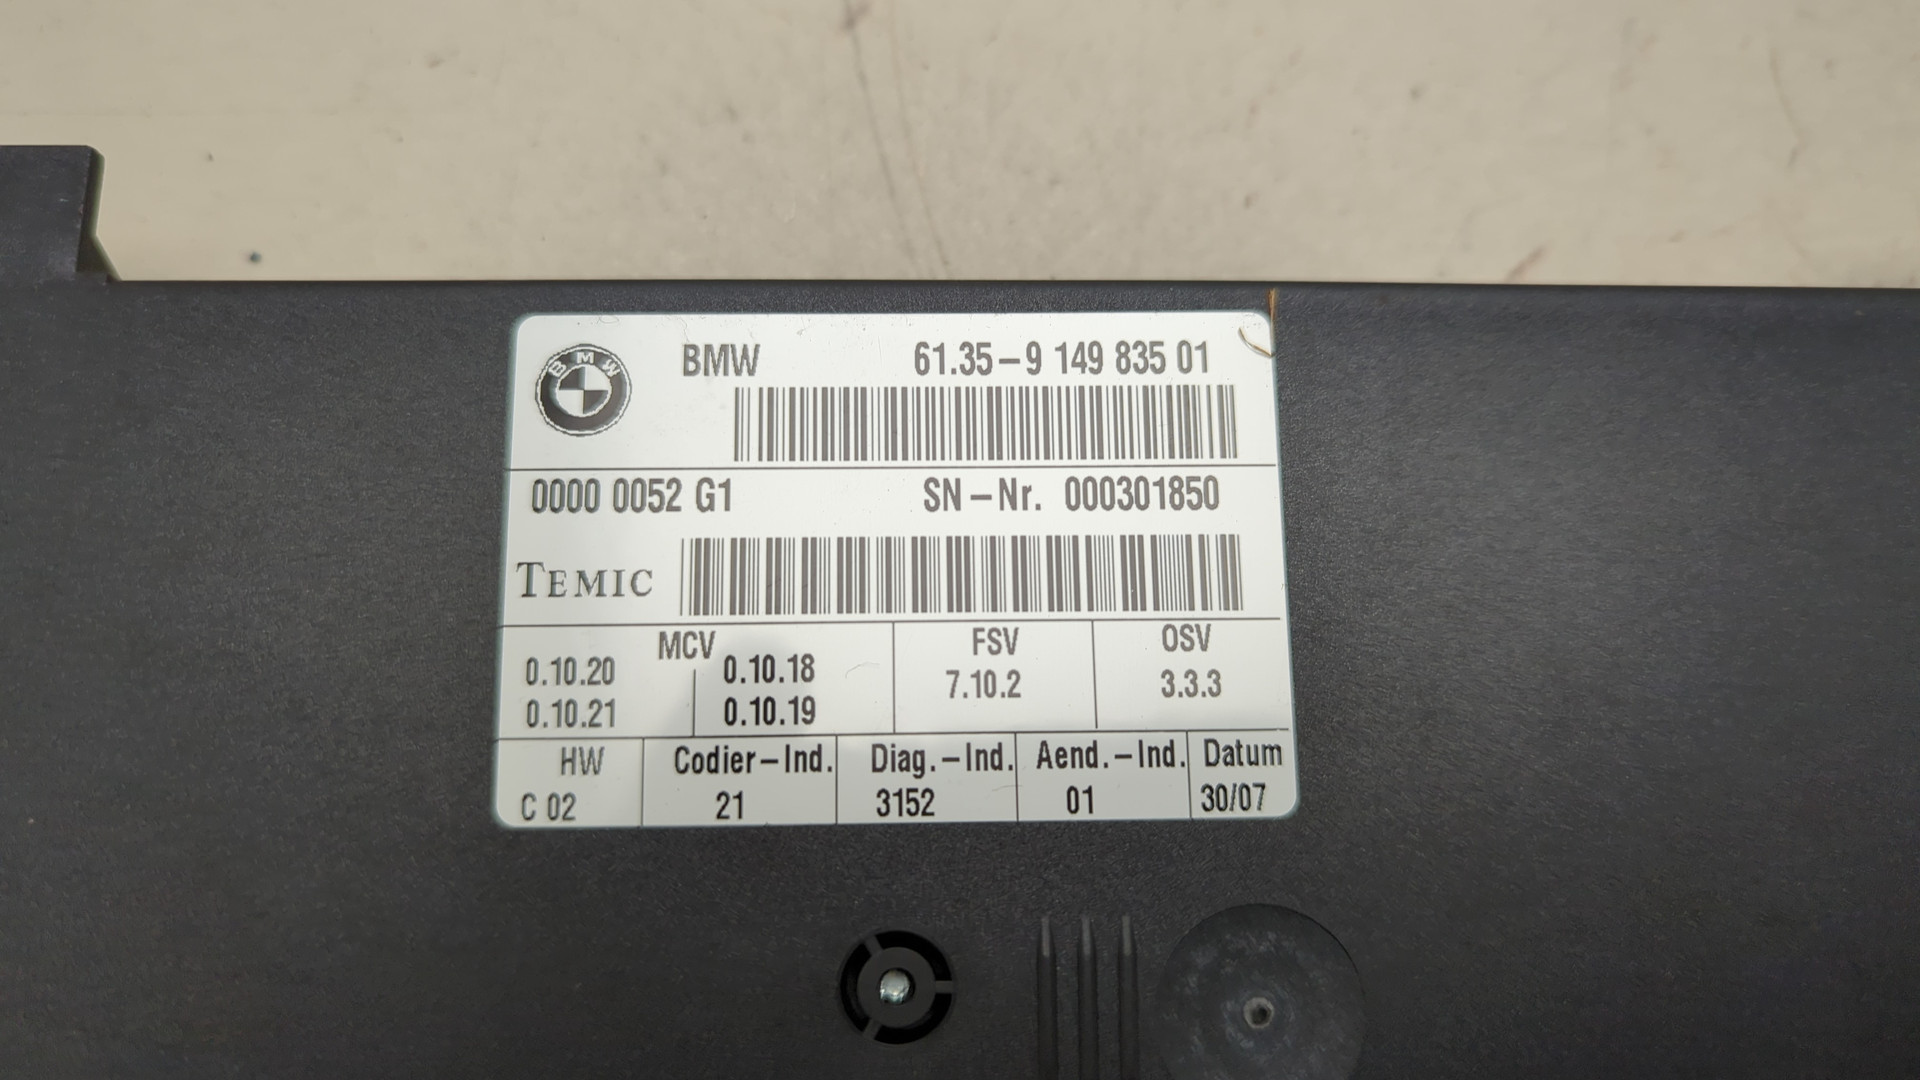 BMW
BMW 61.35-9 149 835 01
0000 0052 G1 SN-Nr. 000301850
TEMIC
MCV FSV OSV
0.10.20 0.10.18 7.10.2 3.3.3
0.10.21 0.10.19
HW Codier-Ind. Diag.-Ind. Aend.-Ind. Datum
C 02 21 3152 01 30/07